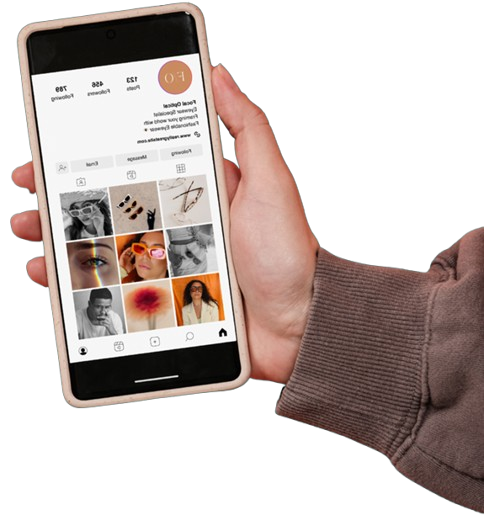 FO
123 456 789
Posts Followers Following
Focal Optical
Eyewear Specialist
Framing your world with
Fashionable Eyewear
www.reallygreatsite.com
Following Message Email